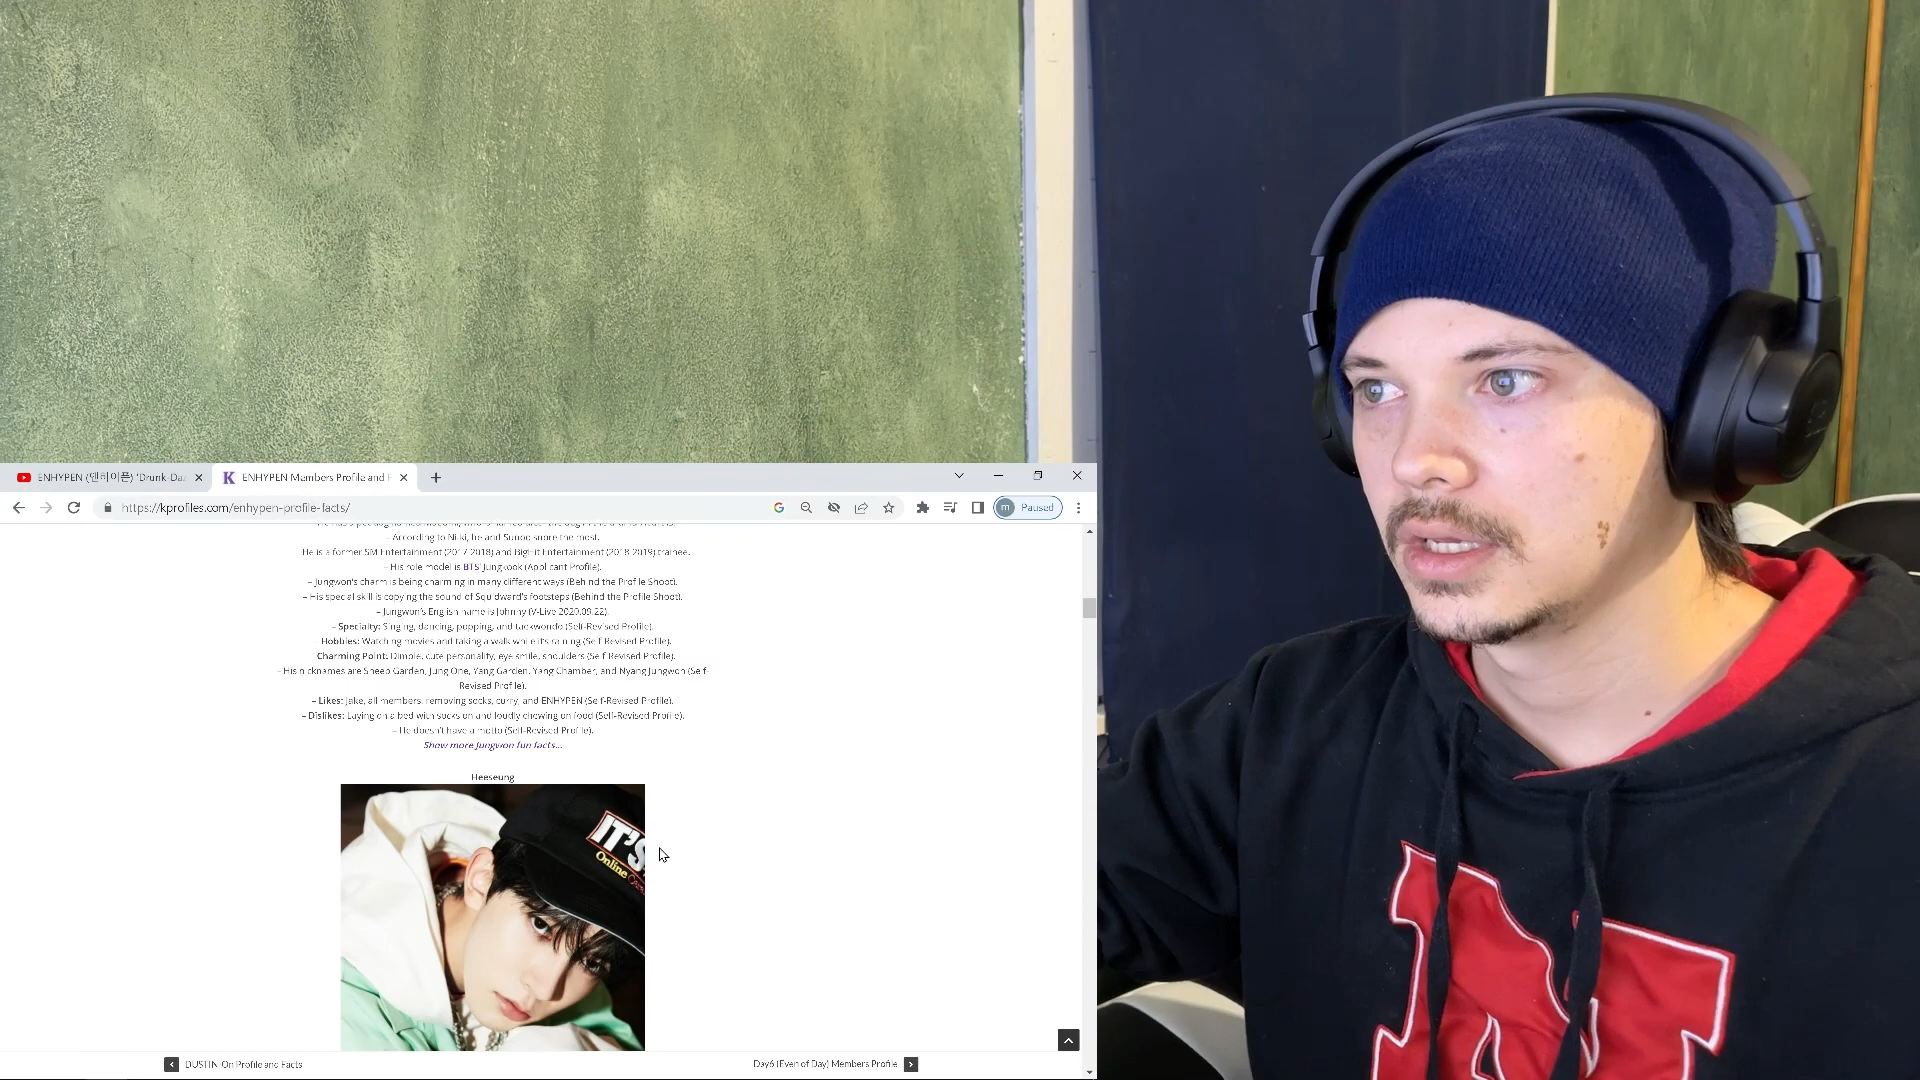 ENHYPEN (엔하이픈) 'Drunk-Da
ENHYPEN Members Profile and F
https://kprofiles.com/enhypen-profile-facts/
m Paused
– According to Ni-ki, he and Sunoo snore the most.
He is a former SM Entertainment (2017-2018) and BigHit Entertainment (2018-2019) trainee.
– His role model is BTS' Jungkook (Applicant Profile).
– Jungwon's charm is being charming in many different ways (Behind the Profile Shoot).
– His special skill is copying the sound of Squidward's footsteps (Behind the Profile Shoot).
– Jungwon's English name is Johnny (V-Live 2020.09.22).
– Specialty: Singing, dancing, popping, and taekwondo (Self-Revised Profile).
Hobbies: Watching movies and taking a walk while it's raining (Self-Revised Profile).
Charming Point: Dimple, cute personality, eye smile, shoulders (Self-Revised Profile).
– His nicknames are Sheep Garden, Jung One, Yang Garden, Yang Chamber, and Nyang Jungwon (Self-
Revised Profile).
– Likes: Jake, all members, removing socks, curry, and ENHYPEN (Self-Revised Profile).
– Dislikes: Laying on a bed with socks on and loudly chewing on food (Self-Revised Profile).
– He doesn't have a motto (Self-Revised Profile).
Show more Jungwon fun facts...
Heeseung
IT'S
Online
DUSTIN-On Profile and Facts
Day6 (Even of Day) Members Profile